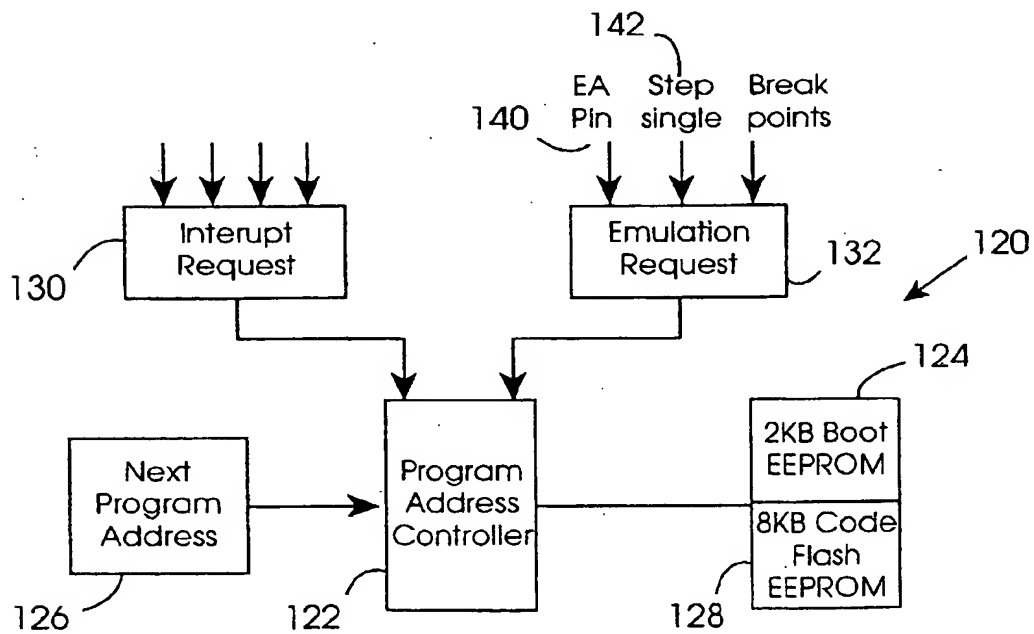 142
EA
Pin
Step
single
Break
points
140
Interupt
Request
130
Emulation
Request
132
120
124
2KB Boot
EEPROM
8KB Code
Flash
EEPROM
128
Next
Program
Address
126
Program
Address
Controller
122